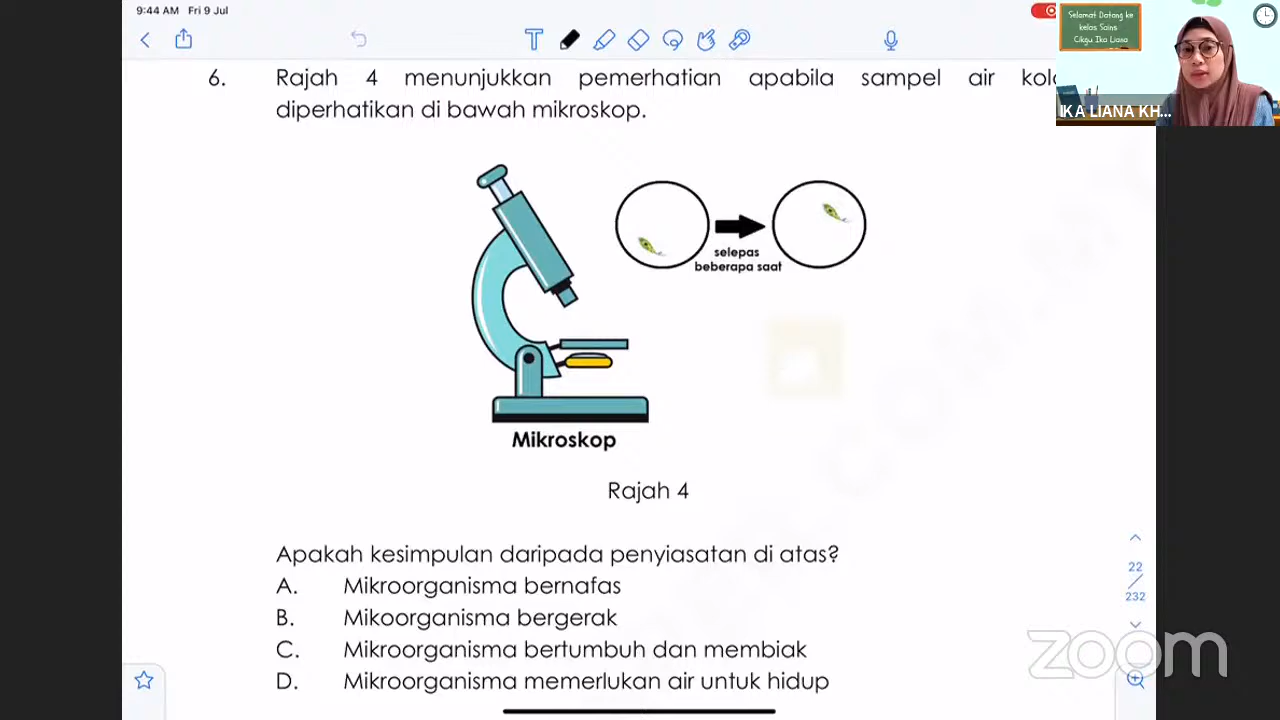 9:44 AM Fri 9 Jul
Selamat Datang ke
kelas Sains
Cikgu Ika Liana
IKA LIANA KH...
6. Rajah 4 menunjukkan pemerhatian apabila sampel air
diperhatikan di bawah mikroskop.
selepas
beberapa saat
Mikroskop
Rajah 4
Apakah kesimpulan daripada penyiasatan di atas?
A. Mikroorganisma bernafas
B. Mikoorganisma bergerak
C. Mikroorganisma bertumbuh dan membiak
D. Mikroorganisma memerlukan air untuk hidup
22
232
zoom